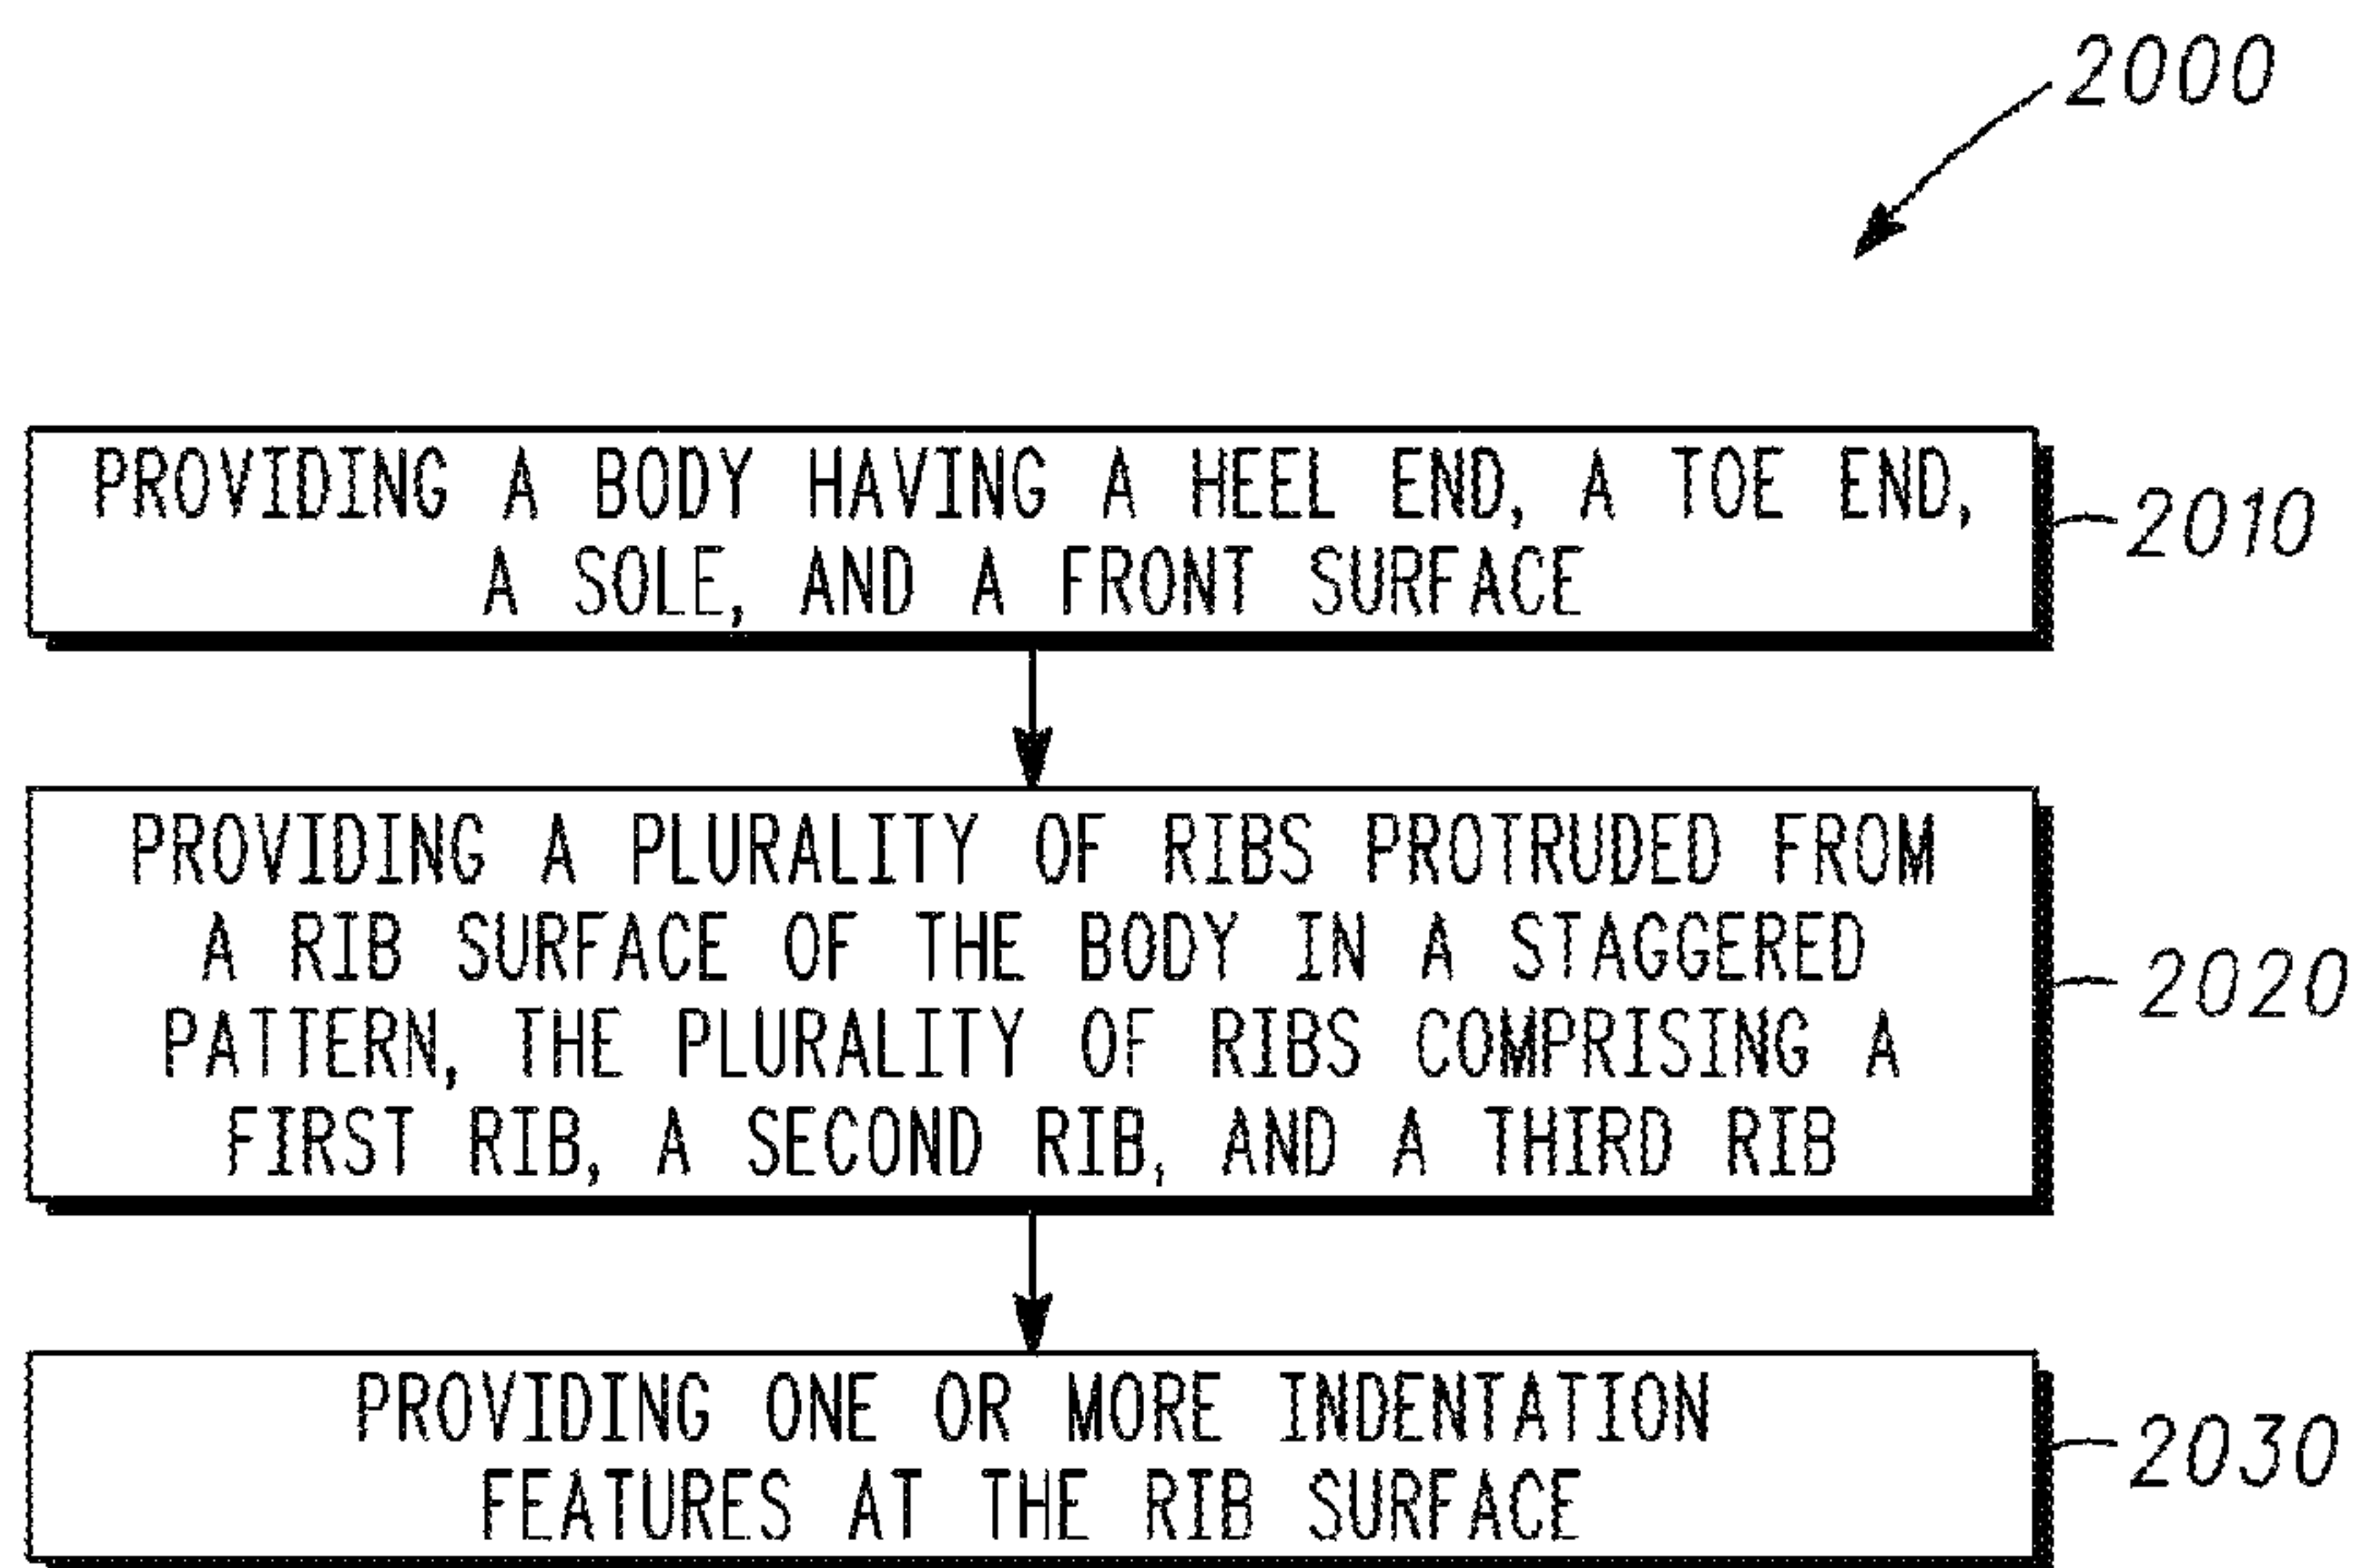 2000
PROVIDING A BODY HAVING A HEEL END, A TOE END,
A SOLE, AND A FRONT SURFACE
2010
PROVIDING A PLURALITY OF RIBS PROTRUDED FROM
A RIB SURFACE OF THE BODY IN A STAGGERED
PATTERN, THE PLURALITY OF RIBS COMPRISING A
FIRST RIB, A SECOND RIB, AND A THIRD RIB
2020
PROVIDING ONE OR MORE INDENTATION
FEATURES AT THE RIB SURFACE
2030